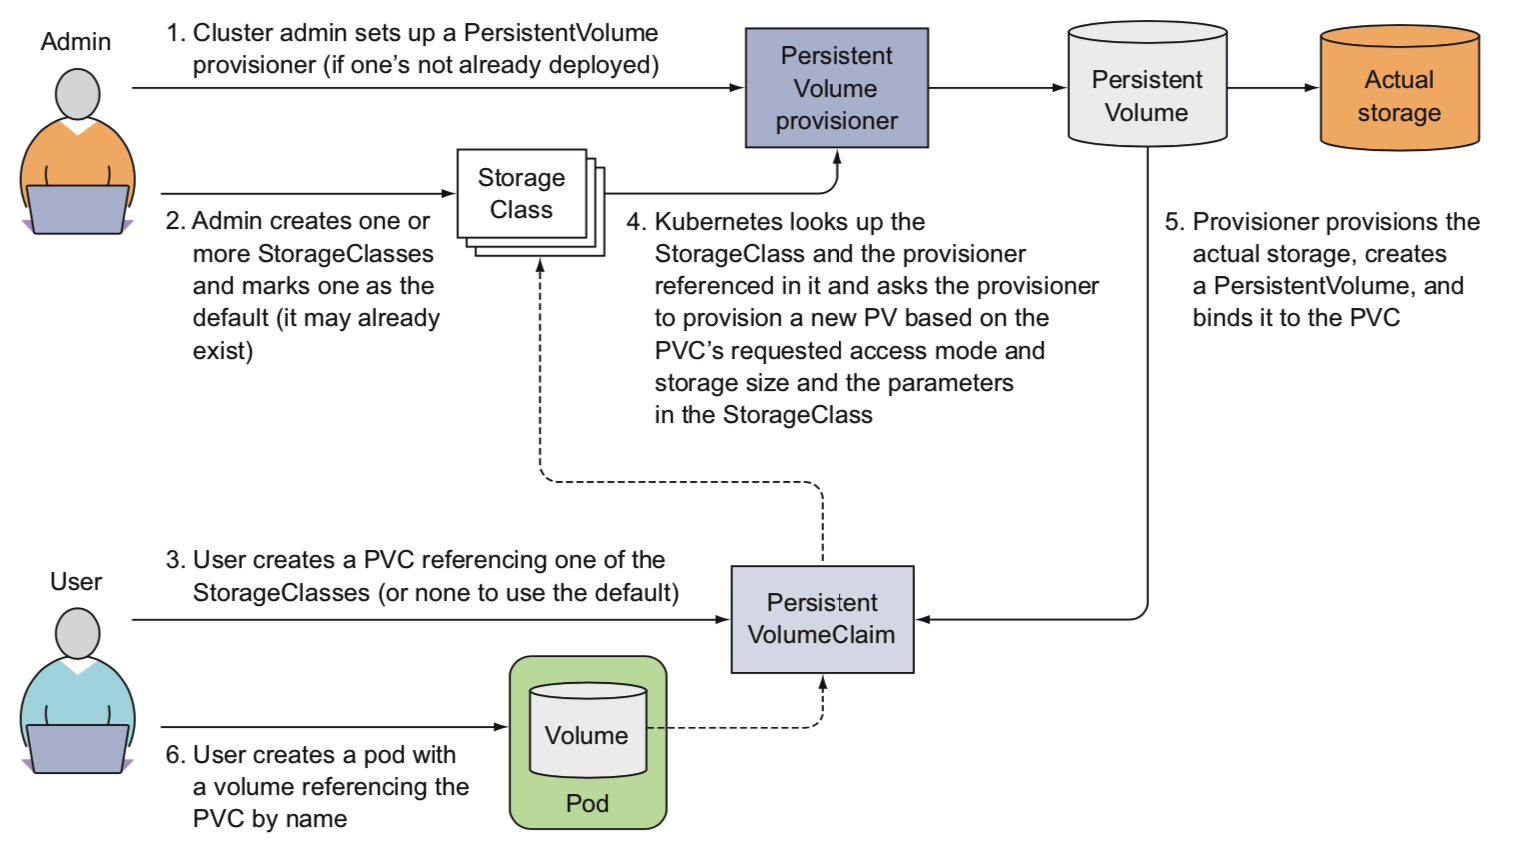 Admin
1. Cluster admin sets up a PersistentVolume
provisioner (if one's not already deployed)
Persistent
Volume
provisioner
Persistent
Volume
Actual
storage
Storage
Class
2. Admin creates one or
more StorageClasses
and marks one as the
default (it may already
exist)
4. Kubernetes looks up the
StorageClass and the provisioner
referenced in it and asks the provisioner
to provision a new PV based on the
PVC's requested access mode and
storage size and the parameters
in the StorageClass
5. Provisioner provisions the
actual storage, creates
a PersistentVolume, and
binds it to the PVC
User
3. User creates a PVC referencing one of the
StorageClasses (or none to use the default)
Persistent
VolumeClaim
Volume
Pod
6. User creates a pod with
a volume referencing the
PVC by name